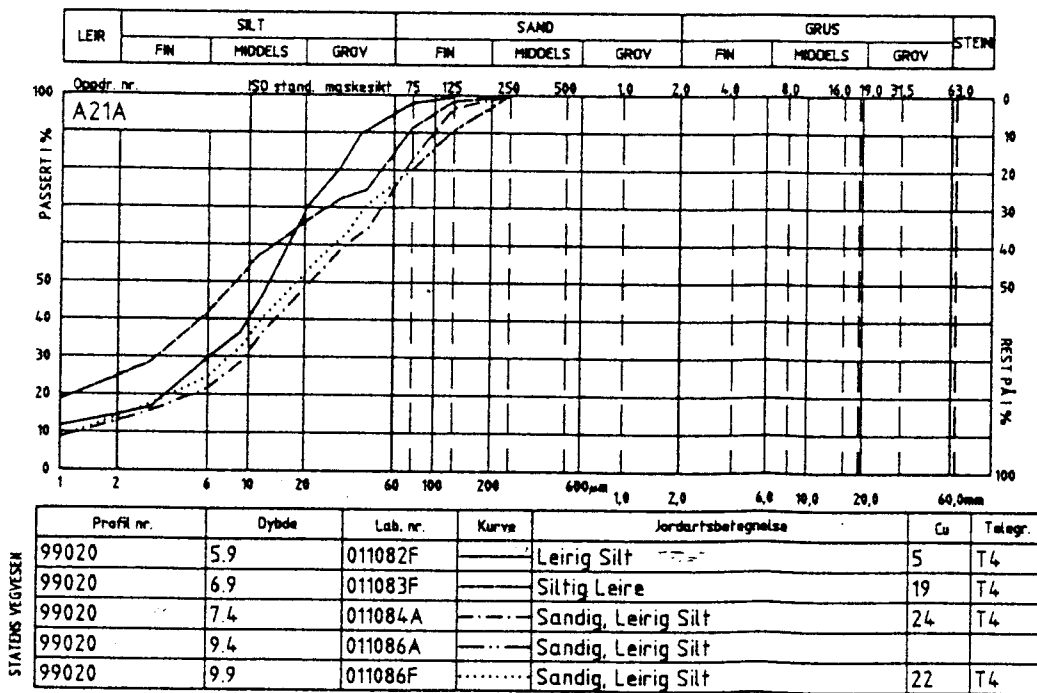 LEIR SILT SAND GRUS STEIN
FIN MIDDELS GROV FIN MIDDELS GROV FIN MIDDELS GROV
Oppdr. nr. ISO stand. maskesikt 75 125 250 500 1,0 2,0 4,0 8,0 16,0 19,0 31,5 63,0
A21A
PASSERT I %
100
50
40
30
20
10
0
0
10
20
30
40
50
100
REST PÅ I %
1 2 6 10 20 60 100 200 600µm
1,0 2,0 6,0 10,0 20,0 60,0mm
STATENS VEGVESEN
Profil nr. Dybde Lab. nr. Kurve Jordartsbetegnelse Cu Telegr.
99020 5.9 011082F Leirig Silt 5 T4
99020 6.9 011083F Siltig Leire 19 T4
99020 7.4 011084A Sandig, Leirig Silt 24 T4
99020 9.4 011086A Sandig, Leirig Silt
99020 9.9 011086F Sandig, Leirig Silt 22 T4